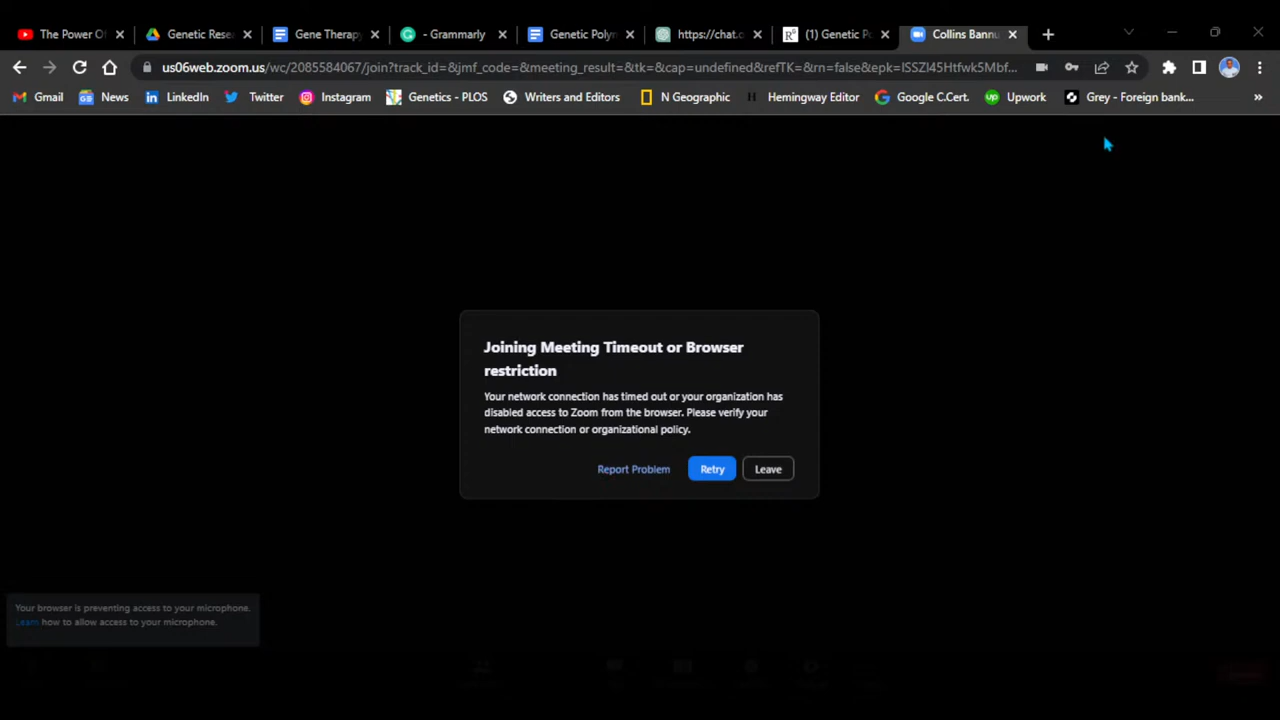 The Power Of
Genetic Resea
Gene Therapy
- Grammarly
Genetic Polyn
https://chat.o
(1) Genetic Po
Collins Bannu
us06web.zoom.us/wc/2085584067/join?track_id=&jmf_code=&meeting_result=&tk=&cap=undefined&refTK=&rn=false&epk=ISSZI45Htfwk5Mbf...
Gmail
News
LinkedIn
Twitter
Instagram
Genetics - PLOS
Writers and Editors
N Geographic
Hemingway Editor
Google C.Cert.
Upwork
Grey - Foreign bank...
Joining Meeting Timeout or Browser
restriction
Your network connection has timed out or your organization has
disabled access to Zoom from the browser. Please verify your
network connection or organizational policy.
Report Problem
Retry
Leave
Your browser is preventing access to your microphone.
Learn how to allow access to your microphone.